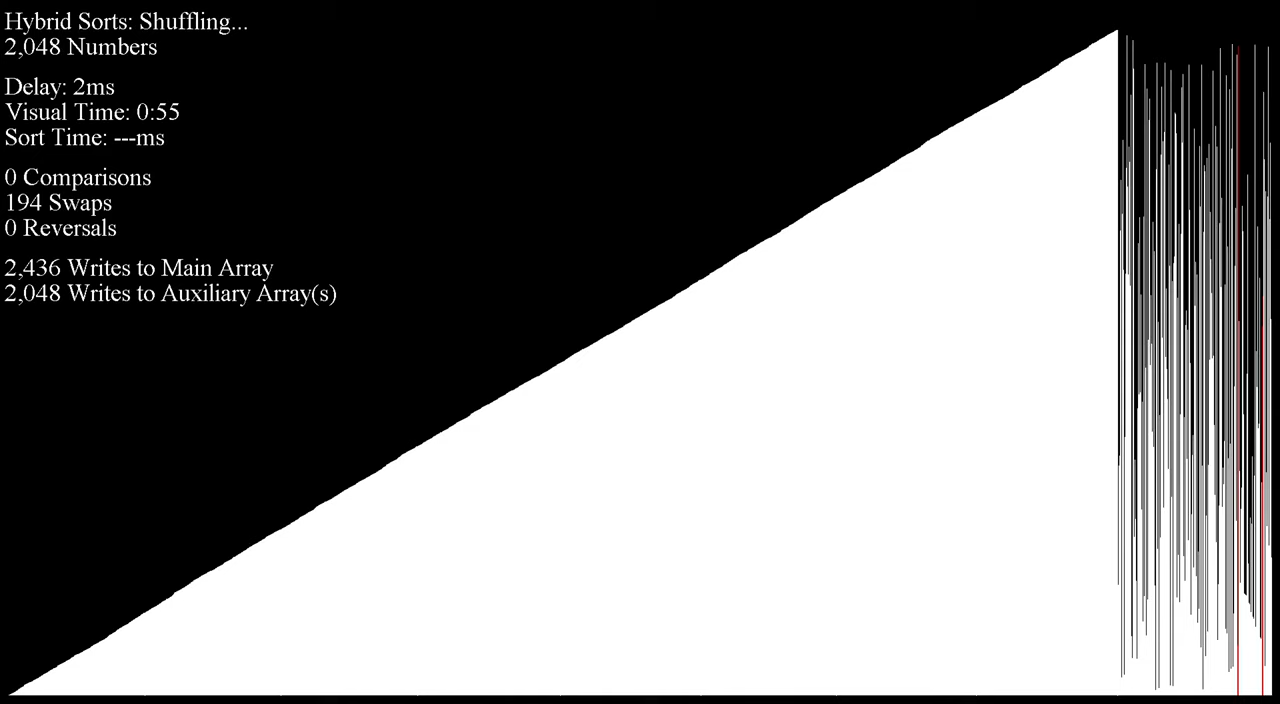 Hybrid Sorts: Shuffling...
2,048 Numbers
Delay: 2ms
Visual Time: 0:55
Sort Time: ---ms
0 Comparisons
194 Swaps
0 Reversals
2,436 Writes to Main Array
2,048 Writes to Auxiliary Array(s)